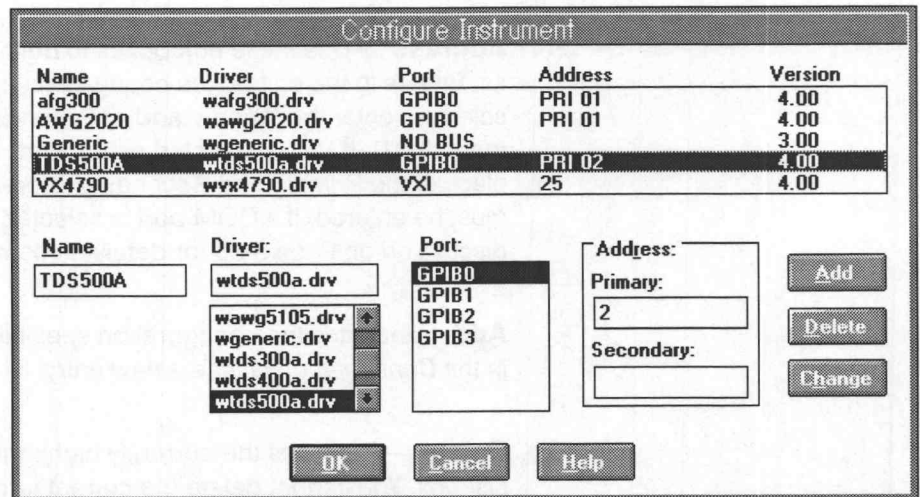 Configure Instrument
Name Driver Port Address Version
afg300 wafg300.drv GPIB0 PRI 01 4.00
AWG2020 wawg2020.drv GPIB0 PRI 01 4.00
Generic wgeneric.drv NO BUS 3.00
TDS500A wtds500a.drv GPIB0 PRI 02 4.00
VX4790 wvx4790.drv VXI 25 4.00
Name
TDS500A
Driver:
wtds500a.drv
wawg5105.drv
wgeneric.drv
wtds300a.drv
wtds400a.drv
wtds500a.drv
Port:
GPIB0
GPIB1
GPIB2
GPIB3
Address:
Primary:
2
Secondary:
Add
Delete
Change
OK Cancel Help